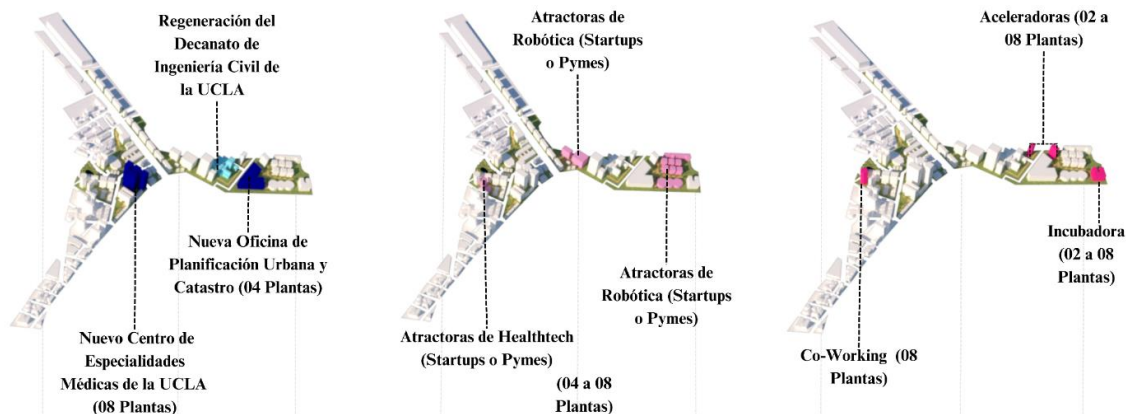 Regeneración del
Decanato de
Ingeniería Civil de
la UCLA
Nueva Oficina de
Planificación Urbana y
Catastro (04 Plantas)
Nuevo Centro de
Especialidades
Médicas de la UCLA
(08 Plantas)
Atractoras de
Robótica (Startups
o Pymes)
Atractoras de
Robótica (Startups
o Pymes)
Atractoras de Healthtech
(Startups o Pymes)
(04 a 08
Plantas)
Aceleradoras (02 a
08 Plantas)
Incubadora
(02 a 08
Plantas)
Co-Working (08
Plantas)